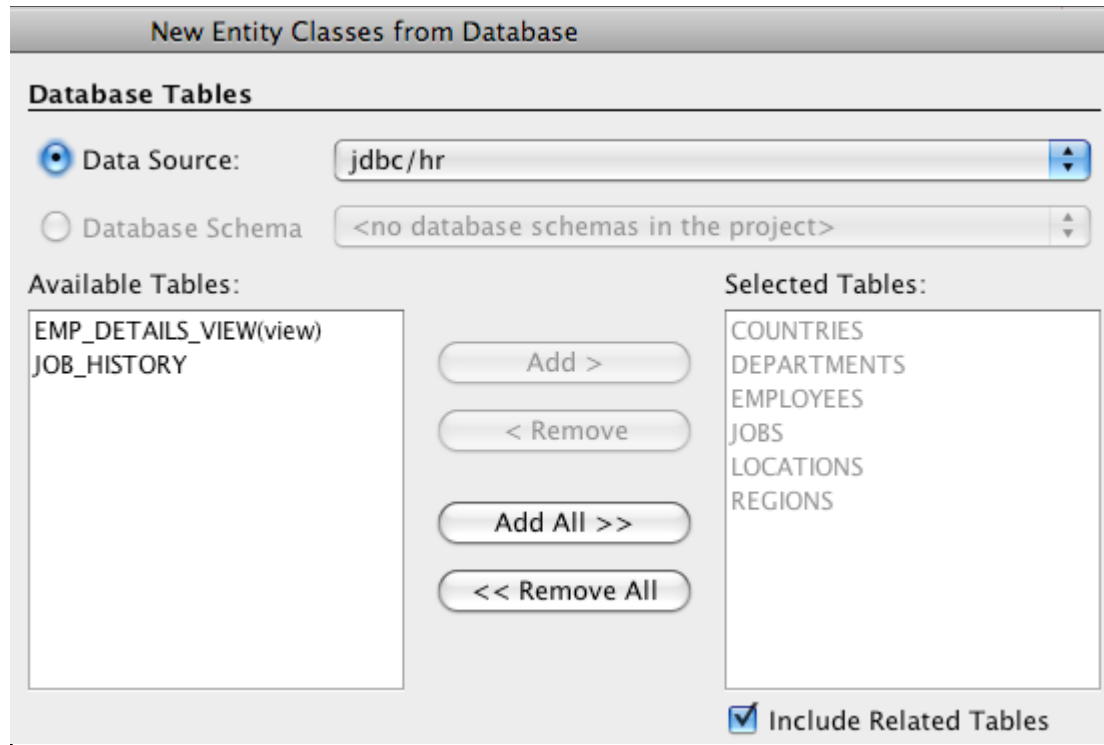 New Entity Classes from Database
Database Tables
Data Source:
jdbc/hr
Database Schema
<no database schemas in the project>
Available Tables:
EMP_DETAILS_VIEW(view)
JOB_HISTORY
Add >
< Remove
Add All >>
<< Remove All
Selected Tables:
COUNTRIES
DEPARTMENTS
EMPLOYEES
JOBS
LOCATIONS
REGIONS
Include Related Tables